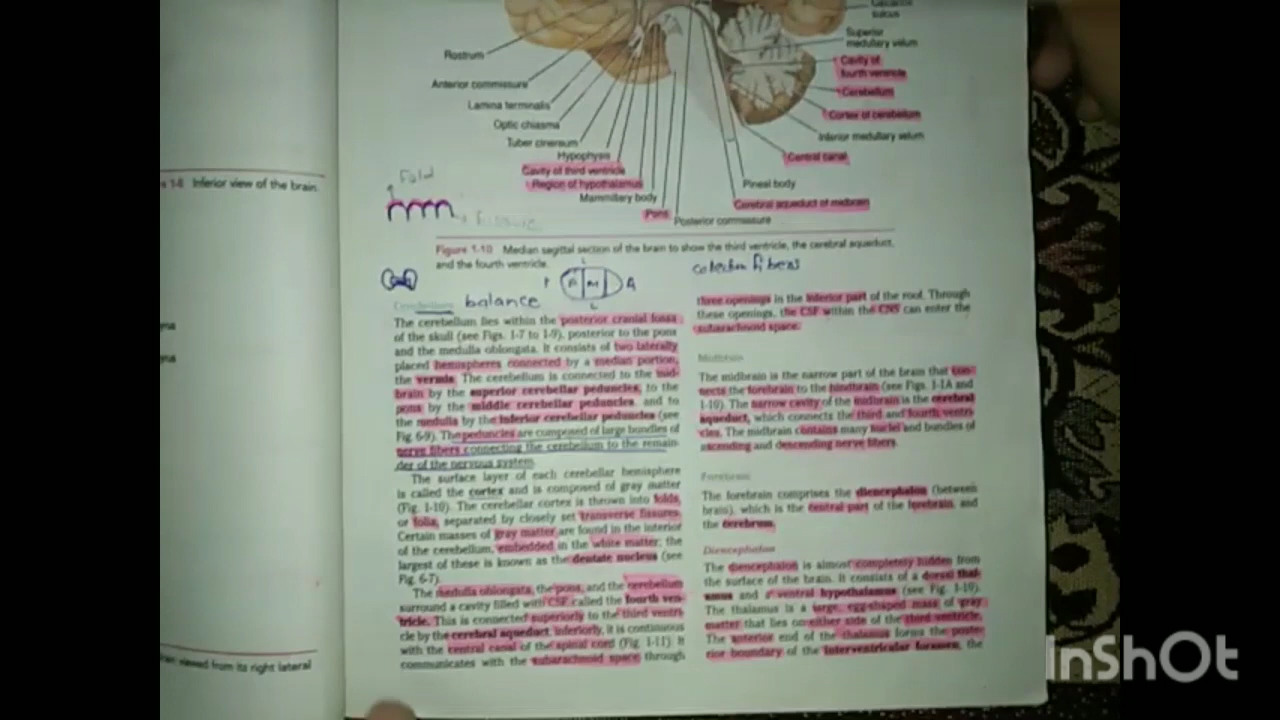 Calcarine
sulcus
Superior
medullary velum
Cavity of
fourth ventricle
Cerebellum
Cortex of cerebellum
Inferior medullary velum
Central canal
Pineal body
Cerebral aqueduct of midbrain
Posterior commissure
Rostrum
Anterior commissure
Lamina terminalis
Optic chiasma
Tuber cinereum
Hypophysis
Cavity of third ventricle
Region of hypothalamus
Mammillary body
Pons
Inferior view of the brain.
Fold
Figure 1-10 Median sagittal section of the brain to show the third ventricle, the cerebral aqueduct,
and the fourth ventricle.
Cerebellum balance
The cerebellum lies within the posterior cranial fossa
of the skull (see Figs. 1-7 to 1-9), posterior to the pons
and the medulla oblongata. It consists of two laterally
placed hemispheres connected by a median portion,
the vermis. The cerebellum is connected to the mid-
brain by the superior cerebellar peduncles, to the
pons by the middle cerebellar peduncles, and to
the medulla by the inferior cerebellar peduncles (see
Fig. 6-9). The peduncles are composed of large bundles of
nerve fibers connecting the cerebellum to the remain-
der of the nervous system.
The surface layer of each cerebellar hemisphere
is called the cortex and is composed of gray matter
(Fig. 1-10). The cerebellar cortex is thrown into folds,
or folia, separated by closely set transverse fissures.
Certain masses of gray matter are found in the interior
of the cerebellum, embedded in the white matter; the
largest of these is known as the dentate nucleus (see
Fig. 6-7).
The medulla oblongata, the pons, and the cerebellum
surround a cavity filled with CSF called the fourth ven-
tricle. This is connected superiorly to the third ventri-
cle by the cerebral aqueduct; inferiorly, it is continuous
with the central canal of the spinal cord (Fig. 1-11). It
communicates with the subarachnoid space through
fibers
three openings in the inferior part of the roof. Through
these openings, the CSF within the CNS can enter the
subarachnoid space.
Midbrain
The midbrain is the narrow part of the brain that con-
nects the forebrain to the hindbrain (see Figs. 1-1A and
1-10). The narrow cavity of the midbrain is the cerebral
aqueduct, which connects the third and fourth ventri-
cles. The midbrain contains many nuclei and bundles of
ascending and descending nerve fibers.
Forebrain
The forebrain comprises the diencephalon (between
brain), which is the central part of the forebrain, and
the cerebrum.
Diencephalon
The diencephalon is almost completely hidden from
the surface of the brain. It consists of a dorsal thal-
amus and a ventral hypothalamus (see Fig. 1-10).
The thalamus is a large, egg-shaped mass of gray
matter that lies on either side of the third ventricle.
The anterior end of the thalamus forms the poste-
rior boundary of the interventricular foramen, the
viewed from its right lateral
InShOt